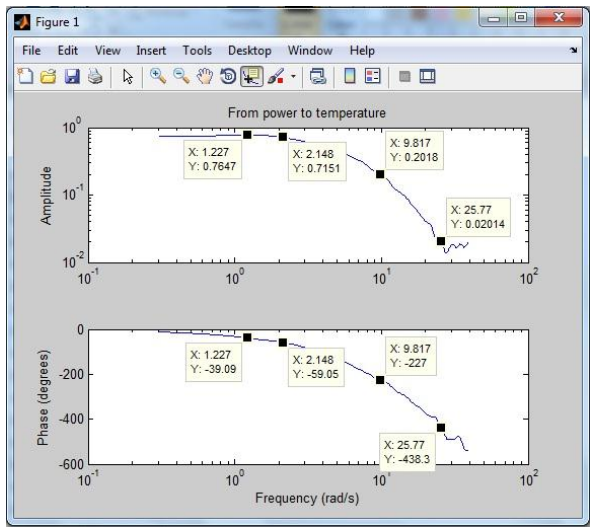 Figure 1
File Edit View Insert Tools Desktop Window Help
From power to temperature
10^0
X: 1.227
Y: 0.7647
X: 2.148
Y: 0.7151
X: 9.817
Y: 0.2018
X: 25.77
Y: 0.02014
Amplitude
10^-1
10^-2
10^-1 10^0 10^1 10^2
0
X: 1.227
Y: -39.09
X: 2.148
Y: -59.05
X: 9.817
Y: -227
X: 25.77
Y: -438.3
Phase (degrees)
-200
-400
-600
10^-1 10^0 10^1 10^2
Frequency (rad/s)